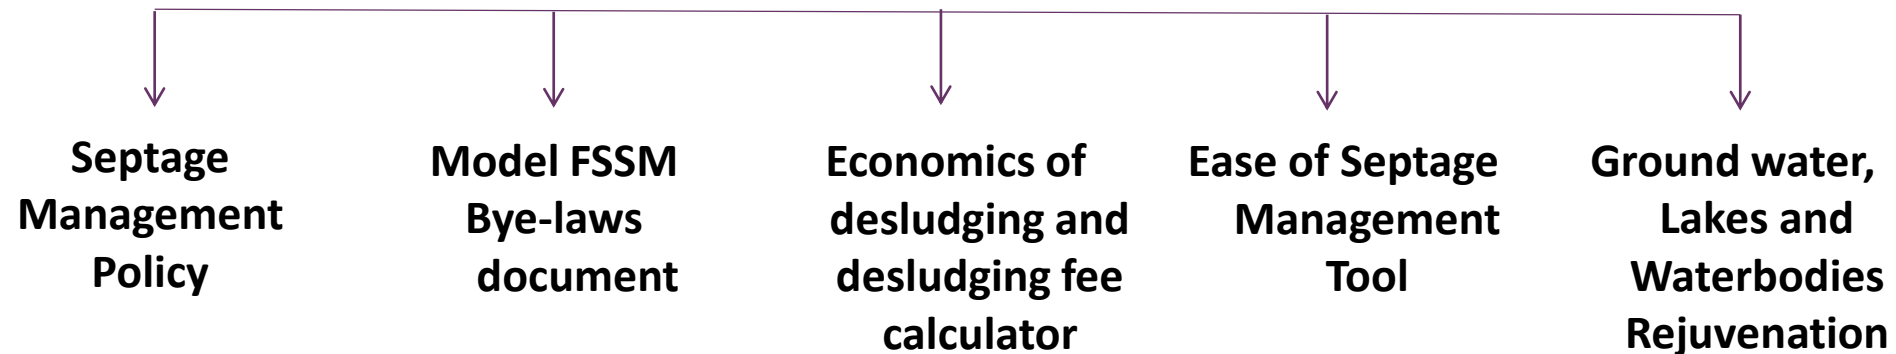 Septage
Management
Policy
Model FSSM
Bye-laws
document
Economics of
desludging and
desludging fee
calculator
Ease of Septage
Management
Tool
Ground water,
Lakes and
Waterbodies
Rejuvenation